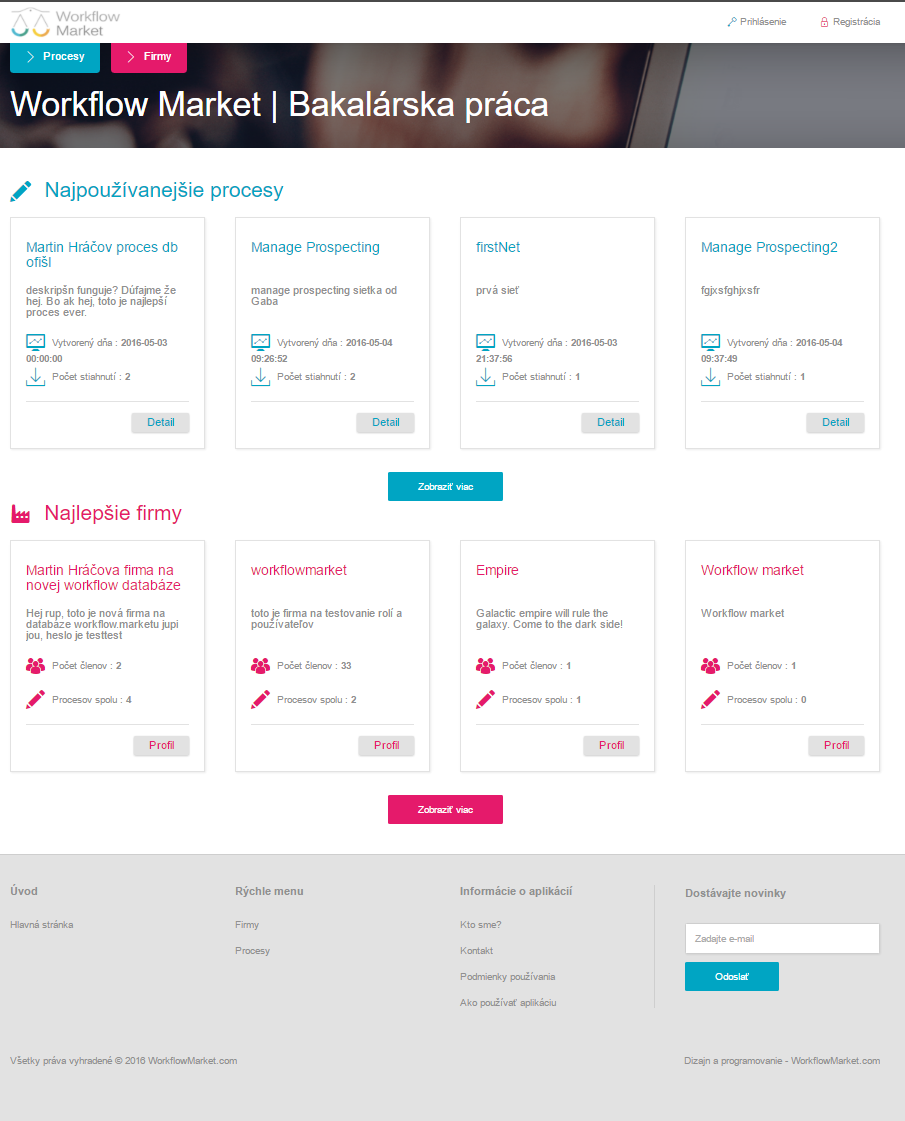 Workflow
Market
Prihlásenie
Registrácia
Procesy
Firmy
Workflow Market | Bakalárska práca
Najpoužívanejšie procesy
Martin Hráčov proces db
ofišl
deskripšn funguje? Dúfajme že
hej. Bo ak hej, toto je najlepší
proces ever.
Vytvorený dňa : 2016-05-03
00:00:00
Počet stiahnutí : 2
Detail
Manage Prospecting
manage prospecting sietka od
Gaba
Vytvorený dňa : 2016-05-04
09:26:52
Počet stiahnutí : 2
Detail
firstNet
prvá sieť
Vytvorený dňa : 2016-05-03
21:37:56
Počet stiahnutí : 1
Detail
Manage Prospecting2
fgjxsfghjxsfr
Vytvorený dňa : 2016-05-04
09:37:49
Počet stiahnutí : 1
Detail
Zobraziť viac
Najlepšie firmy
Martin Hráčova firma na
novej workflow databáze
Hej rup, toto je nová firma na
databáze workflow.marketu jupi
jou, heslo je testtest
Počet členov : 2
Procesov spolu : 4
Profil
workflowmarket
toto je firma na testovanie rolí a
používateľov
Počet členov : 33
Procesov spolu : 2
Profil
Empire
Galactic empire will rule the
galaxy. Come to the dark side!
Počet členov : 1
Procesov spolu : 1
Profil
Workflow market
Workflow market
Počet členov : 1
Procesov spolu : 0
Profil
Zobraziť viac
Úvod
Hlavná stránka
Rýchle menu
Firmy
Procesy
Informácie o aplikácií
Kto sme?
Kontakt
Podmienky používania
Ako používať aplikáciu
Dostávajte novinky
Zadajte e-mail
Odoslať
Všetky práva vyhradené © 2016 WorkflowMarket.com
Dizajn a programovanie - WorkflowMarket.com